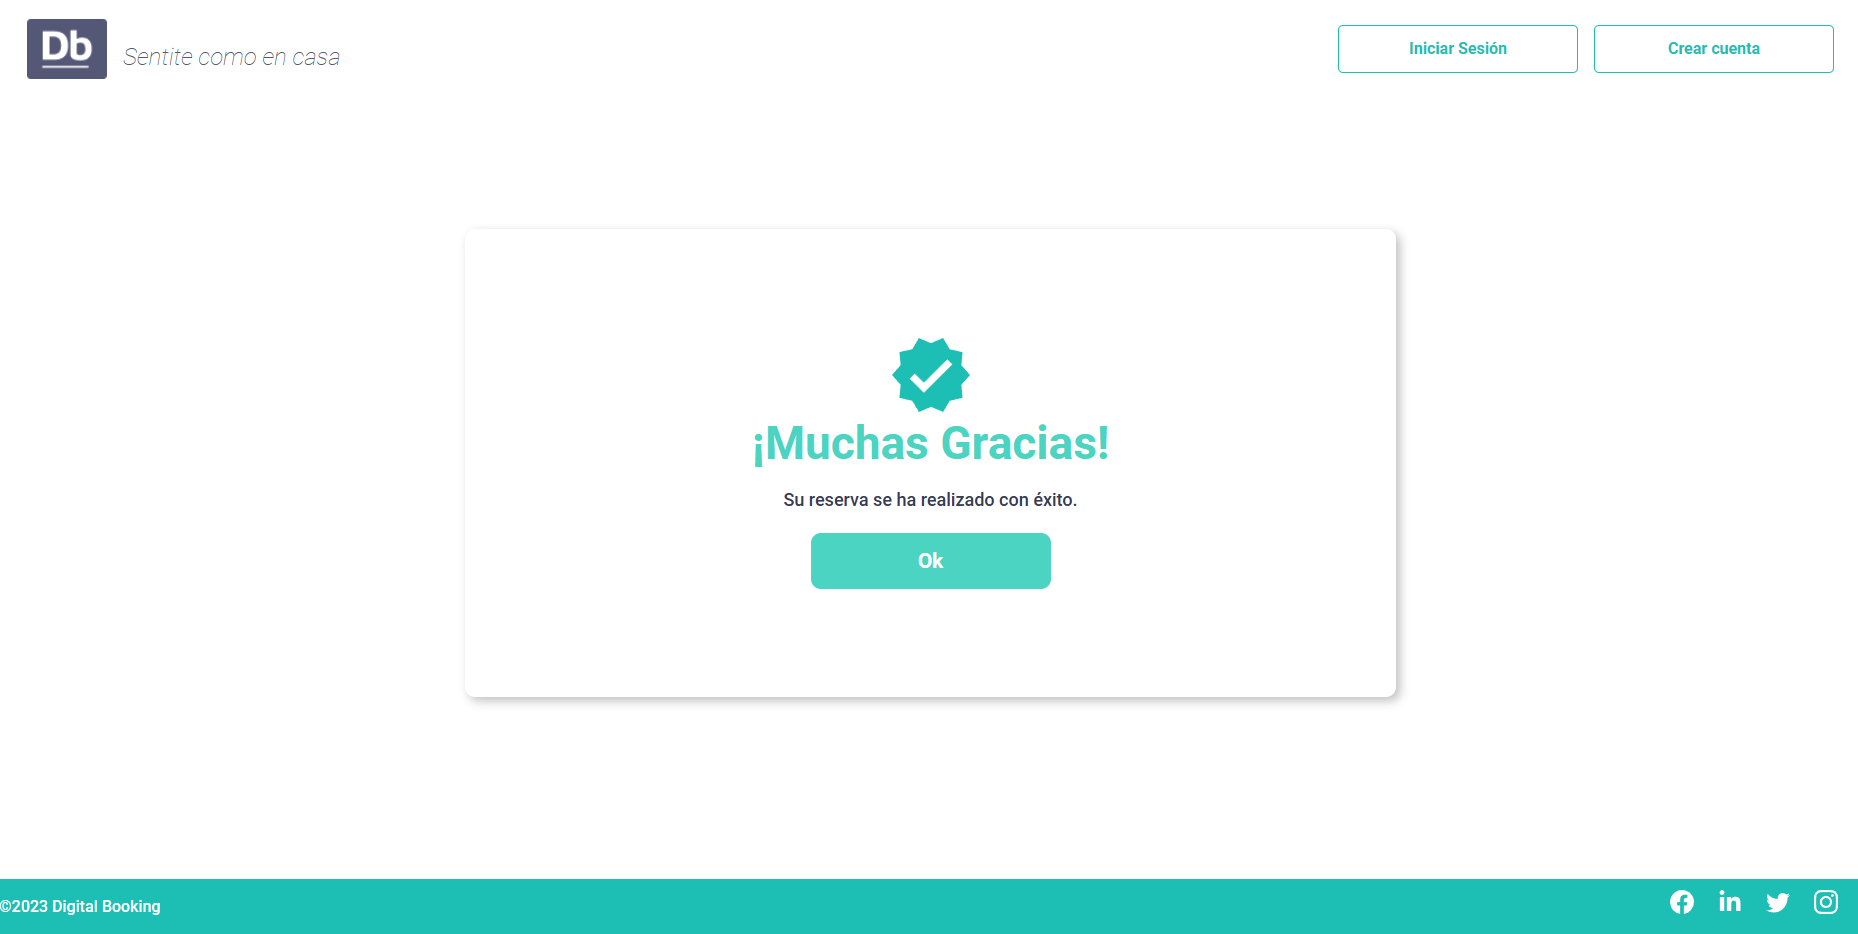 Db
Sentite como en casa
Iniciar Sesión
Crear cuenta
¡Muchas Gracias!
Su reserva se ha realizado con éxito.
Ok
©2023 Digital Booking